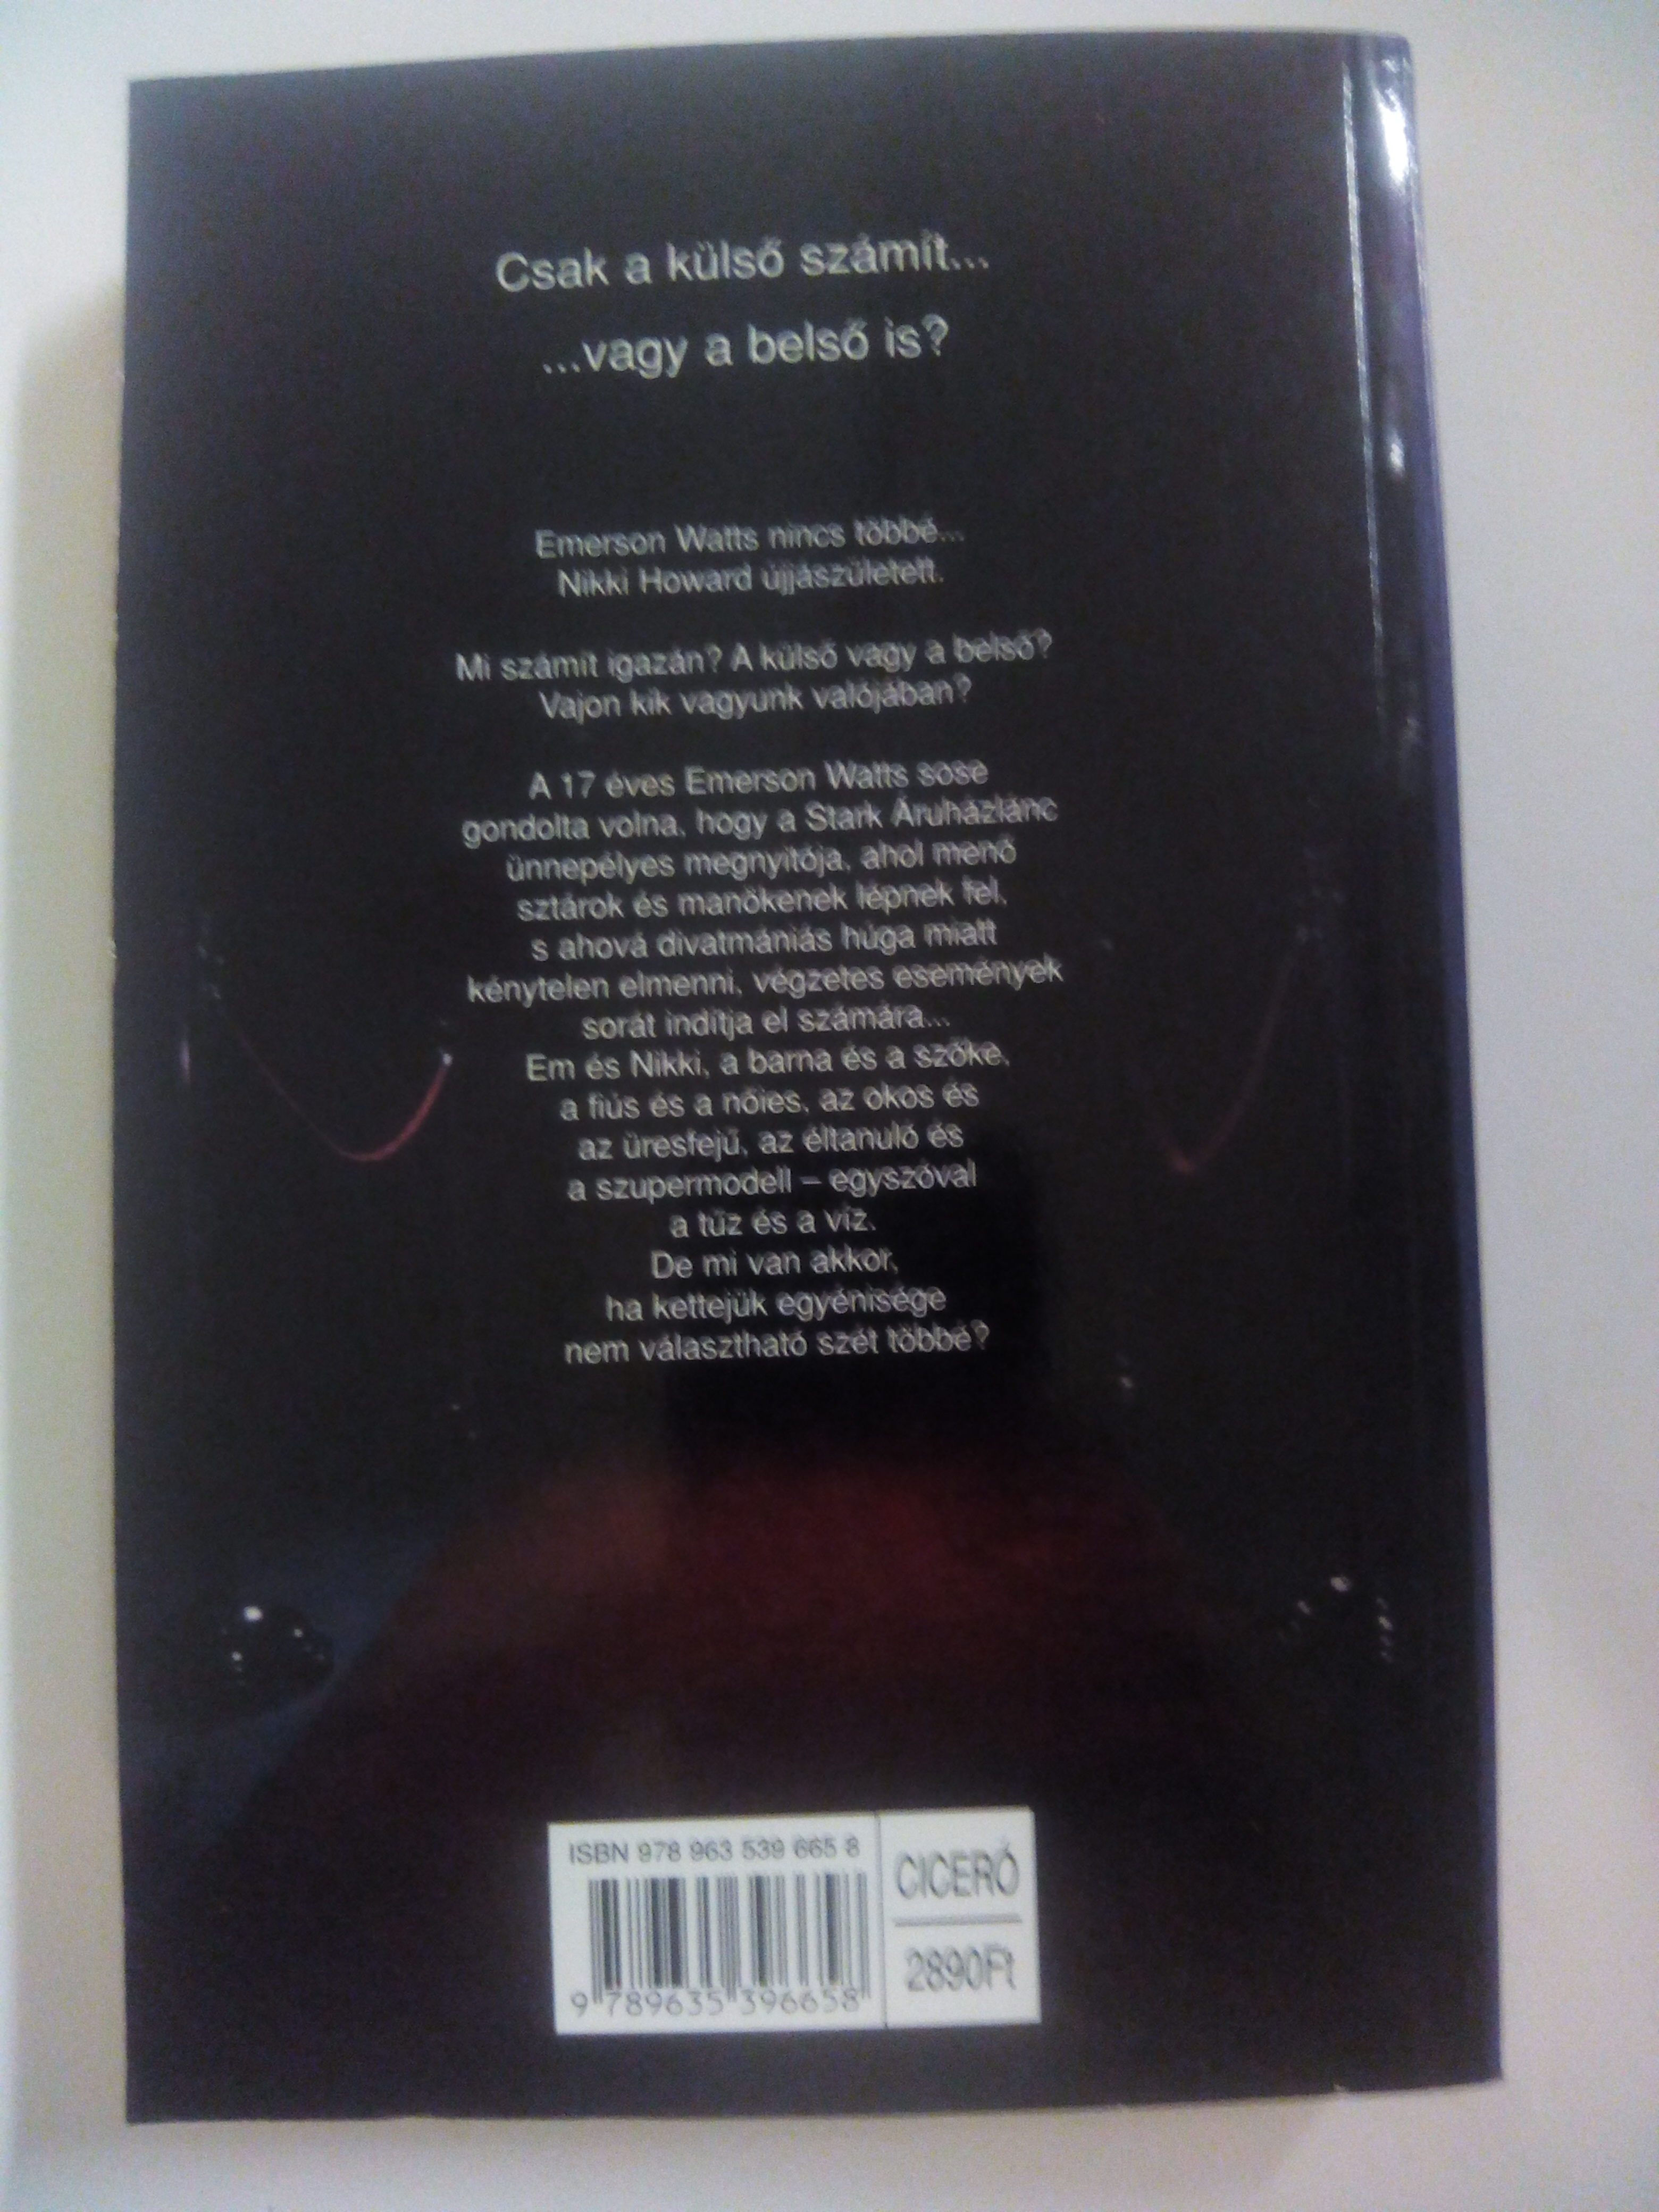 Csak a külső számít...
...vagy a belső is?
Emerson Watts nincs többé...
Nikki Howard újjászületett.
Mi számít igazán? A külső vagy a belső?
Vajon kik vagyunk valójában?
A 17 éves Emerson Watts sose
gondolta volna, hogy a Stark Áruházlánc
ünnepélyes megnyitója, ahol menő
sztárok és manökenek lépnek fel,
s ahová divatmániás húga miatt
kénytelen elmenni, végzetes események
sorát indítja el számára...
Em és Nikki, a barna és a szőke,
a fiús és a nőies, az okos és
az üresfejű, az éltanuló és
a szupermodell – egyszóval
a tűz és a víz.
De mi van akkor,
ha kettejük egyénisége
nem választható szét többé?
ISBN 978 963 539 665 8
9 789635 396658
CICERÓ
2890Ft